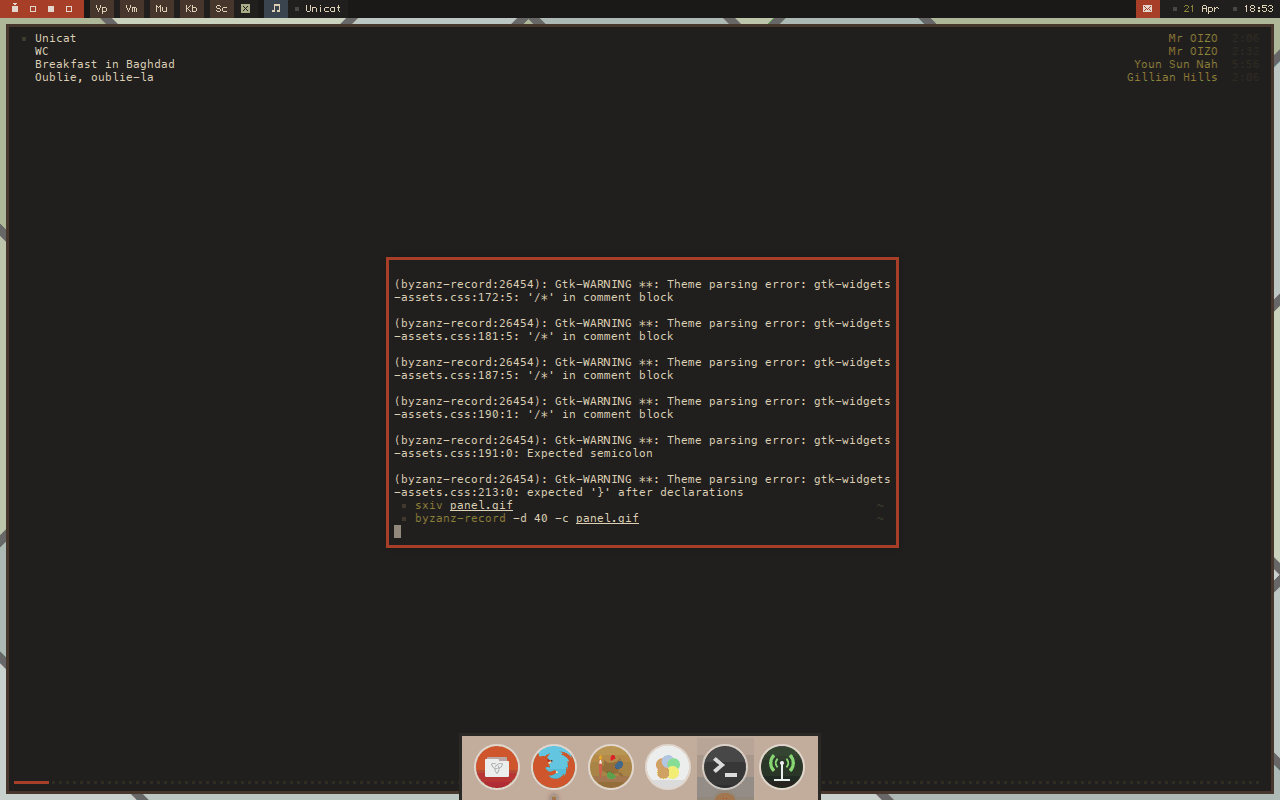 Vp Vm Mu Kb Sc Unicat 21 Apr 18:53
Unicat Mr OIZO 2:06
WC Mr OIZO 2:32
Breakfast in Baghdad Youn Sun Nah
Oublie, oublie-la Gillian Hills
(byzanz-record:26454): Gtk-WARNING **: Theme parsing error: gtk-widgets
-assets.css:172:5: '/*' in comment block
(byzanz-record:26454): Gtk-WARNING **: Theme parsing error: gtk-widgets
-assets.css:181:5: '/*' in comment block
(byzanz-record:26454): Gtk-WARNING **: Theme parsing error: gtk-widgets
-assets.css:187:5: '/*' in comment block
(byzanz-record:26454): Gtk-WARNING **: Theme parsing error: gtk-widgets
-assets.css:190:1: '/*' in comment block
(byzanz-record:26454): Gtk-WARNING **: Theme parsing error: gtk-widgets
-assets.css:191:0: Expected semicolon
(byzanz-record:26454): Gtk-WARNING **: Theme parsing error: gtk-widgets
-assets.css:213:0: expected '}' after declarations
sxiv panel.gif ~
byzanz-record -d 40 -c panel.gif ~